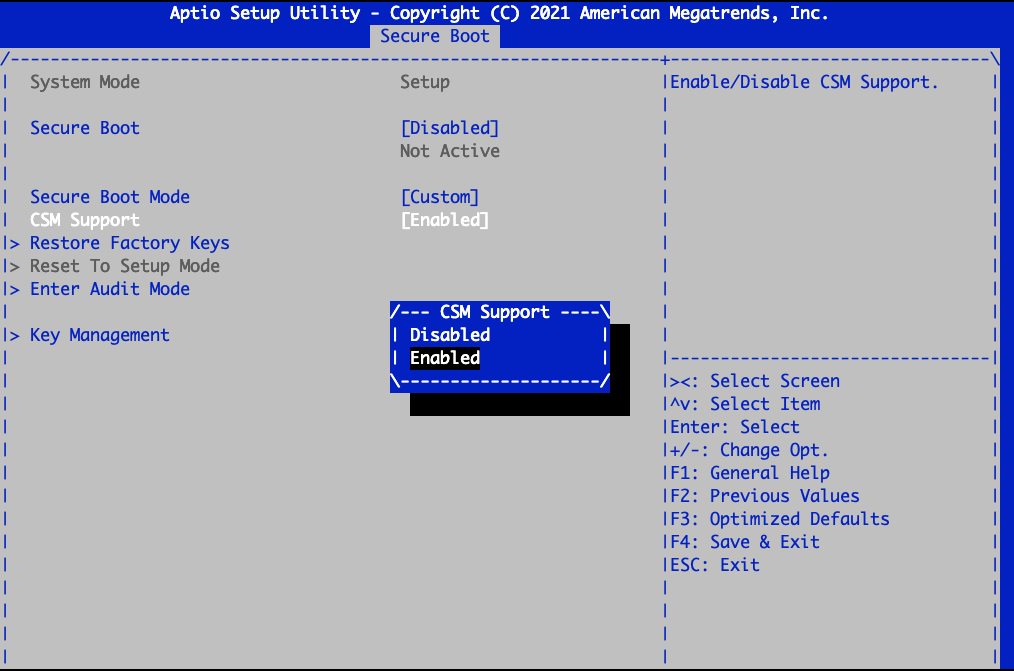 Aptio Setup Utility - Copyright (C) 2021 American Megatrends, Inc.
Secure Boot
/-----------------------------------------------------------------+--------------------------------\
| System Mode Setup |Enable/Disable CSM Support. |
| Secure Boot [Disabled] | |
| Not Active | |
| Secure Boot Mode [Custom] | |
| CSM Support [Enabled] | |
|> Restore Factory Keys | |
|> Reset To Setup Mode | |
|> Enter Audit Mode | |
/--- CSM Support ----\
|> Key Management | Disabled | | |
| Enabled | |--------------------------------|
\--------------------/ |><: Select Screen |
|^v: Select Item |
|Enter: Select |
|+/-: Change Opt. |
|F1: General Help |
|F2: Previous Values |
|F3: Optimized Defaults |
|F4: Save & Exit |
|ESC: Exit |